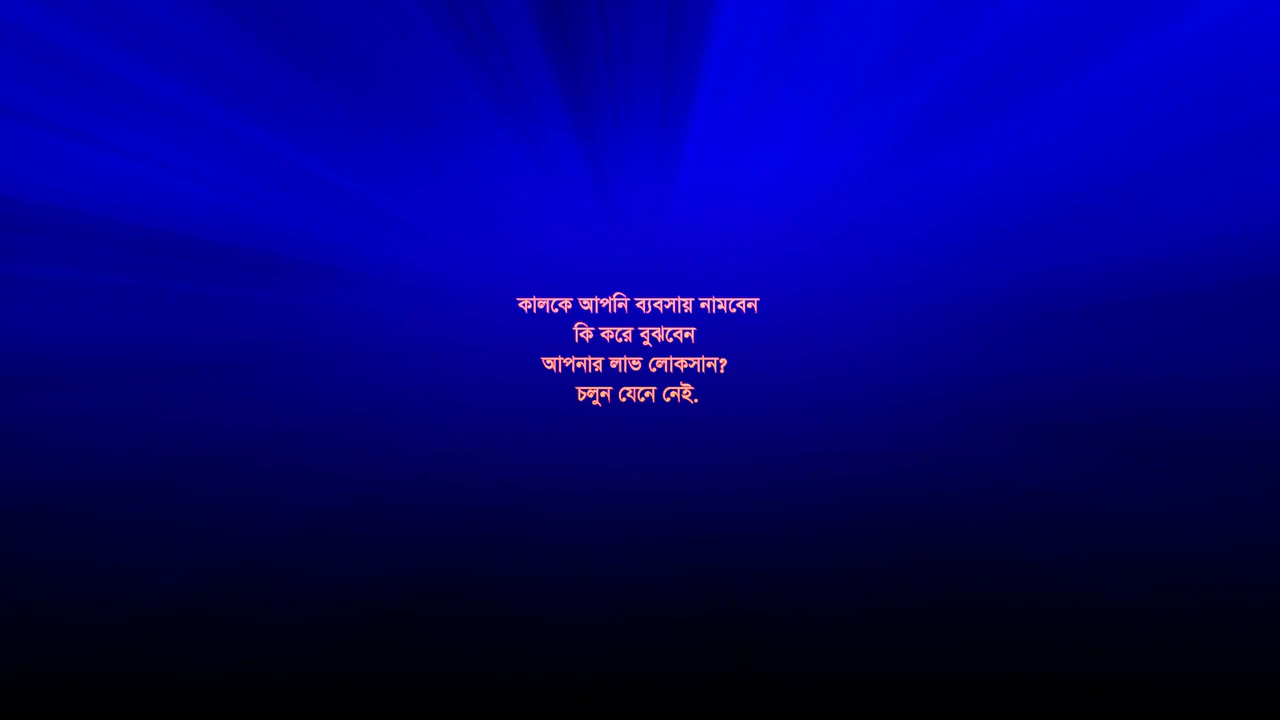 কালকে আপনি ব্যবসায় নামবেন
কি করে বুঝবেন
আপনার লাভ লোকসান?
চলুন যেনে নেই.